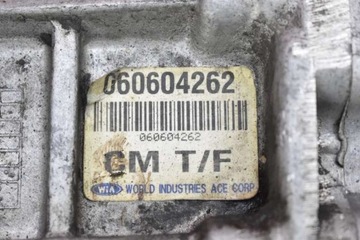 060604262
060604262
GM T/F
WIA WORLD INDUSTRIES ACE CORP